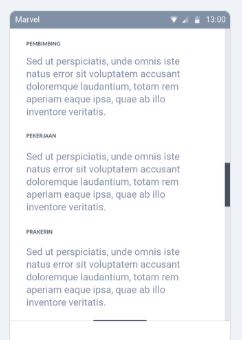 Marvel 13:00
PEMBIMBING
Sed ut perspiciatis, unde omnis iste
natus error sit voluptatem accusant
doloremque laudantium, totam rem
aperiam eaque ipsa, quae ab illo
inventore veritatis.
PEKERJAAN
Sed ut perspiciatis, unde omnis iste
natus error sit voluptatem accusant
doloremque laudantium, totam rem
aperiam eaque ipsa, quae ab illo
inventore veritatis.
PRAKERIN
Sed ut perspiciatis, unde omnis iste
natus error sit voluptatem accusant
doloremque laudantium, totam rem
aperiam eaque ipsa, quae ab illo
inventore veritatis.